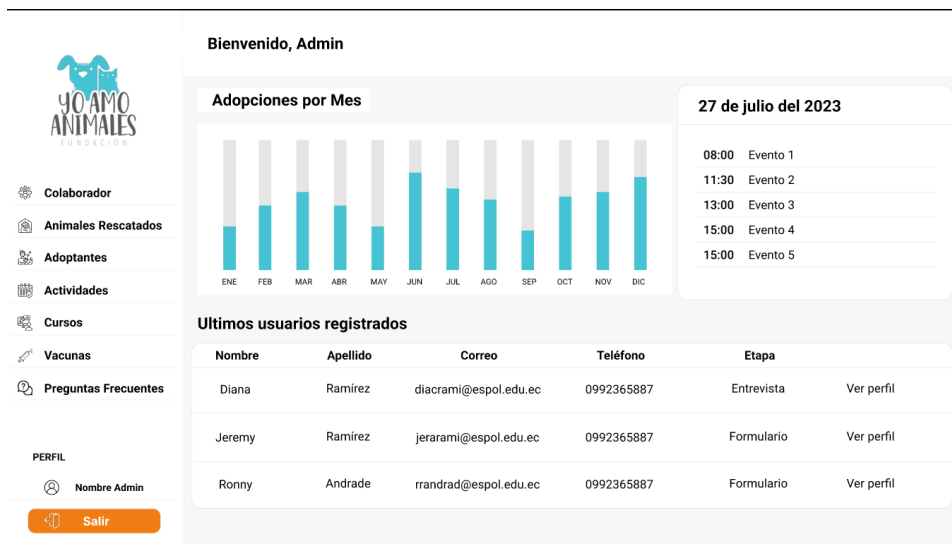 Bienvenido, Admin
YO AMO
ANIMALES
FUNDACIÓN
Colaborador
Animales Rescatados
Adoptantes
Actividades
Cursos
Vacunas
Preguntas Frecuentes
PERFIL
Nombre Admin
Salir
Adopciones por Mes
ENE FEB MAR ABR MAY JUN JUL AGO SEP OCT NOV DIC
27 de julio del 2023
08:00 Evento 1
11:30 Evento 2
13:00 Evento 3
15:00 Evento 4
15:00 Evento 5
Ultimos usuarios registrados
Nombre Apellido Correo Teléfono Etapa
Diana Ramírez diacrami@espol.edu.ec 0992365887 Entrevista Ver perfil
Jeremy Ramírez jerarami@espol.edu.ec 0992365887 Formulario Ver perfil
Ronny Andrade rrandrad@espol.edu.ec 0992365887 Formulario Ver perfil